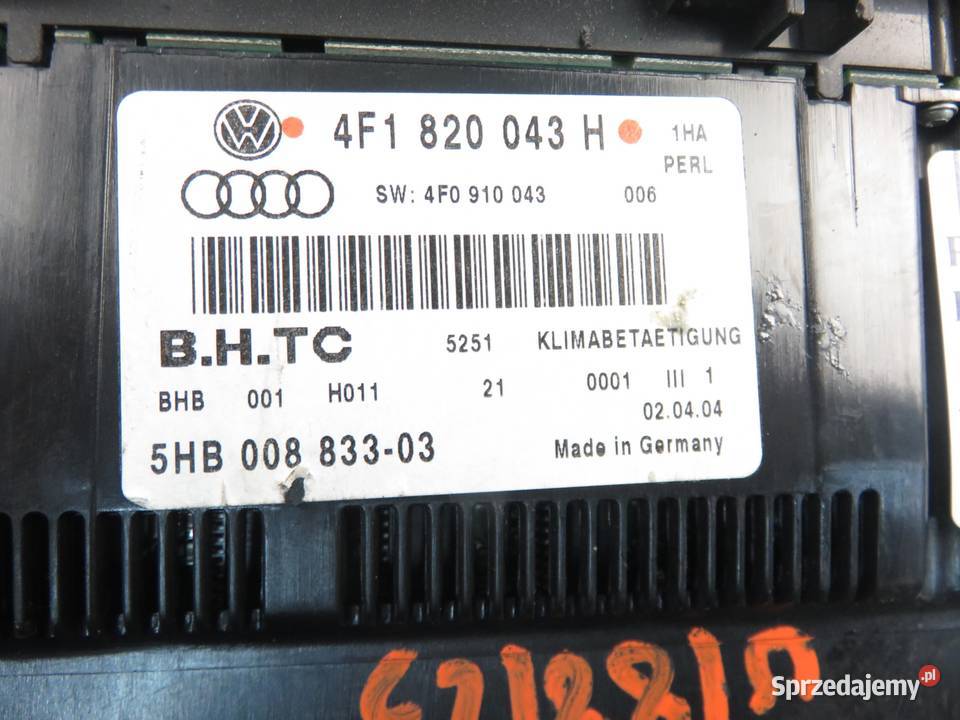 4F1 820 043 H
1HA
PERL
SW: 4F0 910 043 006
B.H.TC 5251 KLIMABETAETIGUNG
BHB 001 H011 21 0001 III 1
02.04.04
5HB 008 833-03 Made in Germany
Sprzedajemy.pl